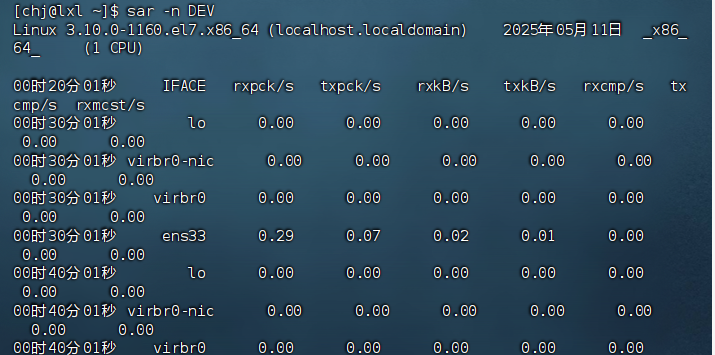 [chj@lxl ~]$ sar -n DEV
Linux 3.10.0-1160.el7.x86_64 (localhost.localdomain) 2025年05月11日 _x86_
64_ (1 CPU)
00时20分01秒 IFACE rxpck/s txpck/s rxkB/s txkB/s rxcmp/s tx
cmp/s rxmcst/s
00时30分01秒 lo 0.00 0.00 0.00 0.00 0.00
0.00 0.00
00时30分01秒 virbr0-nic 0.00 0.00 0.00 0.00 0.00
0.00 0.00
00时30分01秒 virbr0 0.00 0.00 0.00 0.00 0.00
0.00 0.00
00时30分01秒 ens33 0.29 0.07 0.02 0.01 0.00
0.00 0.00
00时40分01秒 lo 0.00 0.00 0.00 0.00 0.00
0.00 0.00
00时40分01秒 virbr0-nic 0.00 0.00 0.00 0.00 0.00
0.00 0.00
00时40分01秒 virbr0 0.00 0.00 0.00 0.00 0.00